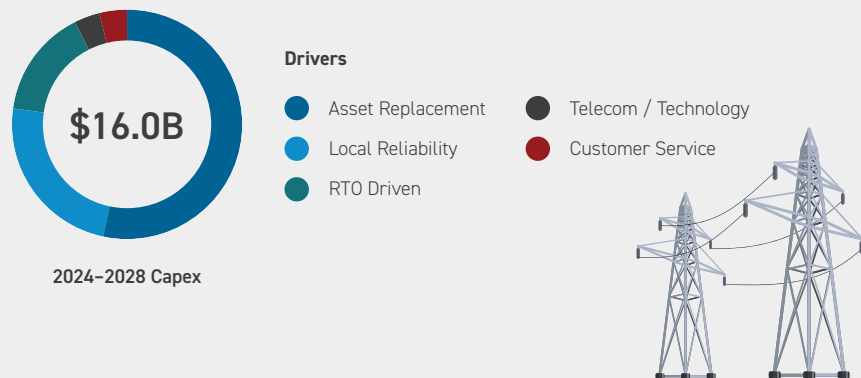 $16.0B
2024–2028 Capex
Drivers
Asset Replacement
Local Reliability
RTO Driven
Telecom / Technology
Customer Service